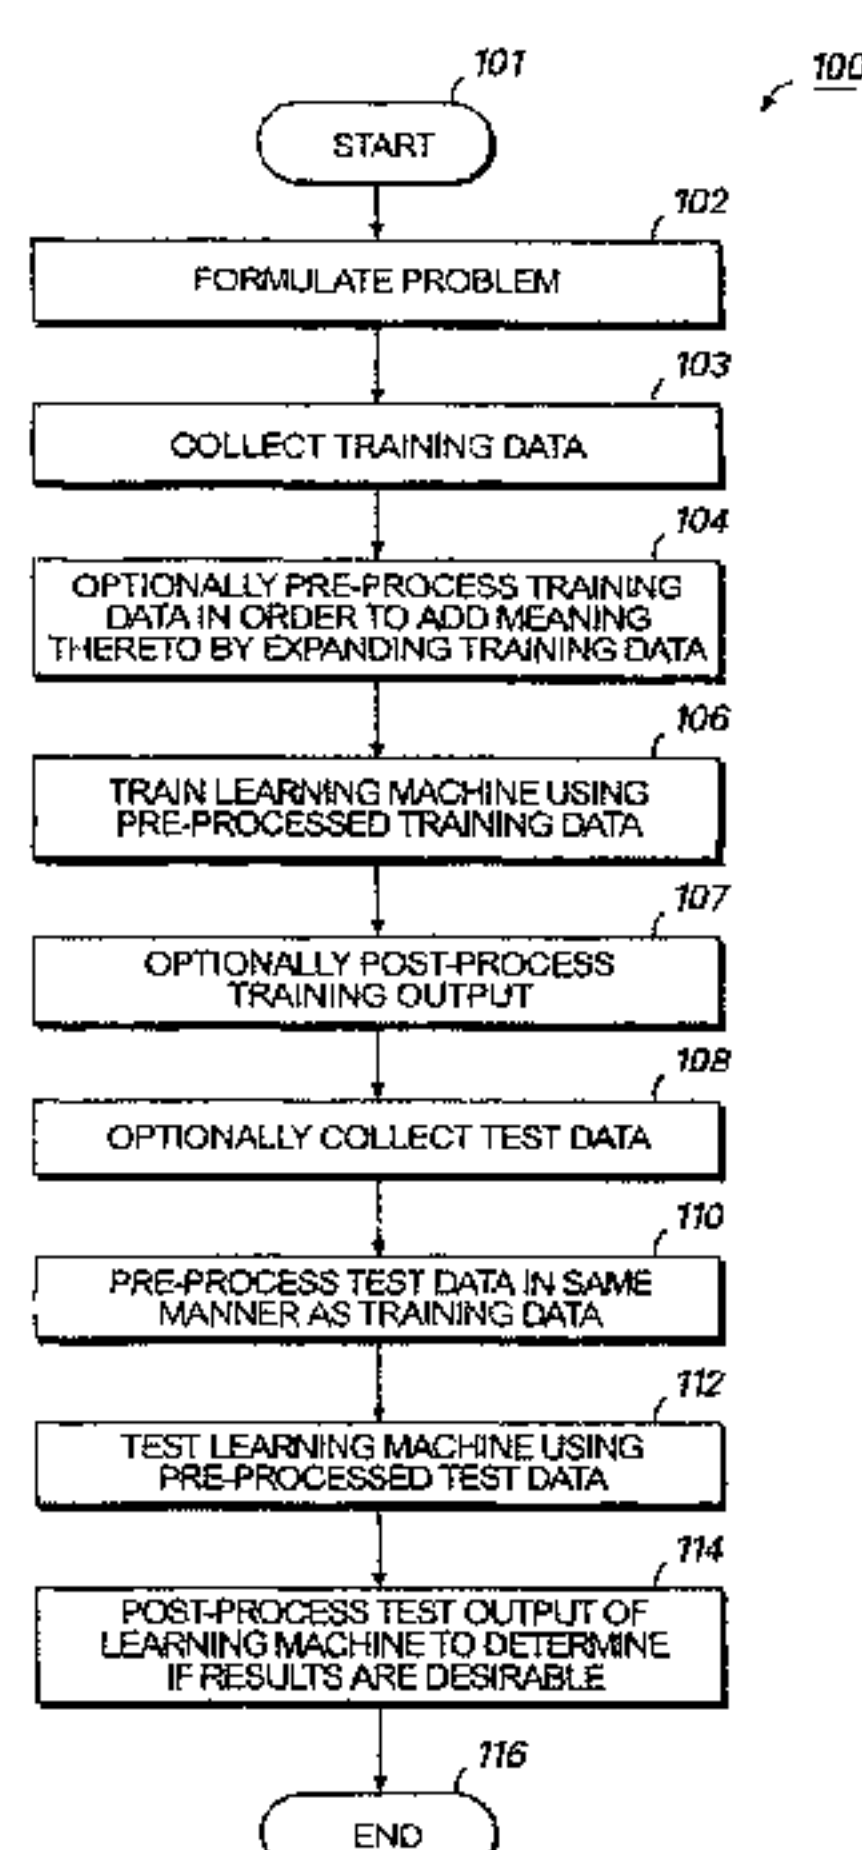 101
100
START
102
FORMULATE PROBLEM
103
COLLECT TRAINING DATA
104
OPTIONALLY PRE-PROCESS TRAINING
DATA IN ORDER TO ADD MEANING
THERETO BY EXPANDING TRAINING DATA
106
TRAIN LEARNING MACHINE USING
PRE-PROCESSED TRAINING DATA
107
OPTIONALLY POST-PROCESS
TRAINING OUTPUT
108
OPTIONALLY COLLECT TEST DATA
110
PRE-PROCESS TEST DATA IN SAME
MANNER AS TRAINING DATA
112
TEST LEARNING MACHINE USING
PRE-PROCESSED TEST DATA
114
POST-PROCESS TEST OUTPUT OF
LEARNING MACHINE TO DETERMINE
IF RESULTS ARE DESIRABLE
116
END